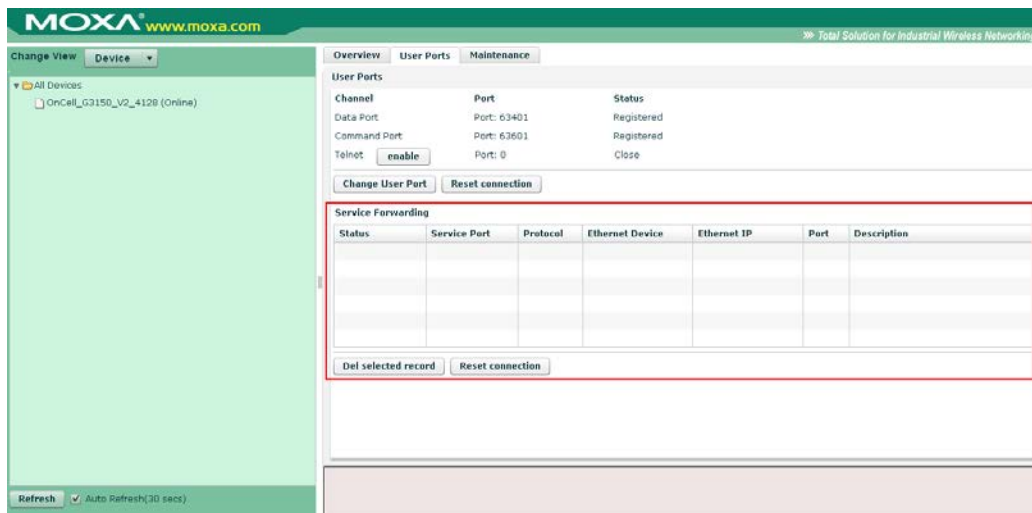 MOXA® www.moxa.com
Total Solution for Industrial Wireless Networking
Change View Device
All Devices
OnCell_G3150_V2_4128 (Online)
Refresh Auto Refresh(30 secs)
Overview User Ports Maintenance
User Ports
Channel Port Status
Data Port Port: 63401 Registered
Command Port Port: 63601 Registered
Telnet enable Port: 0 Close
Change User Port Reset connection
Service Forwarding
Status Service Port Protocol Ethernet Device Ethernet IP Port Description
Del selected record Reset connection